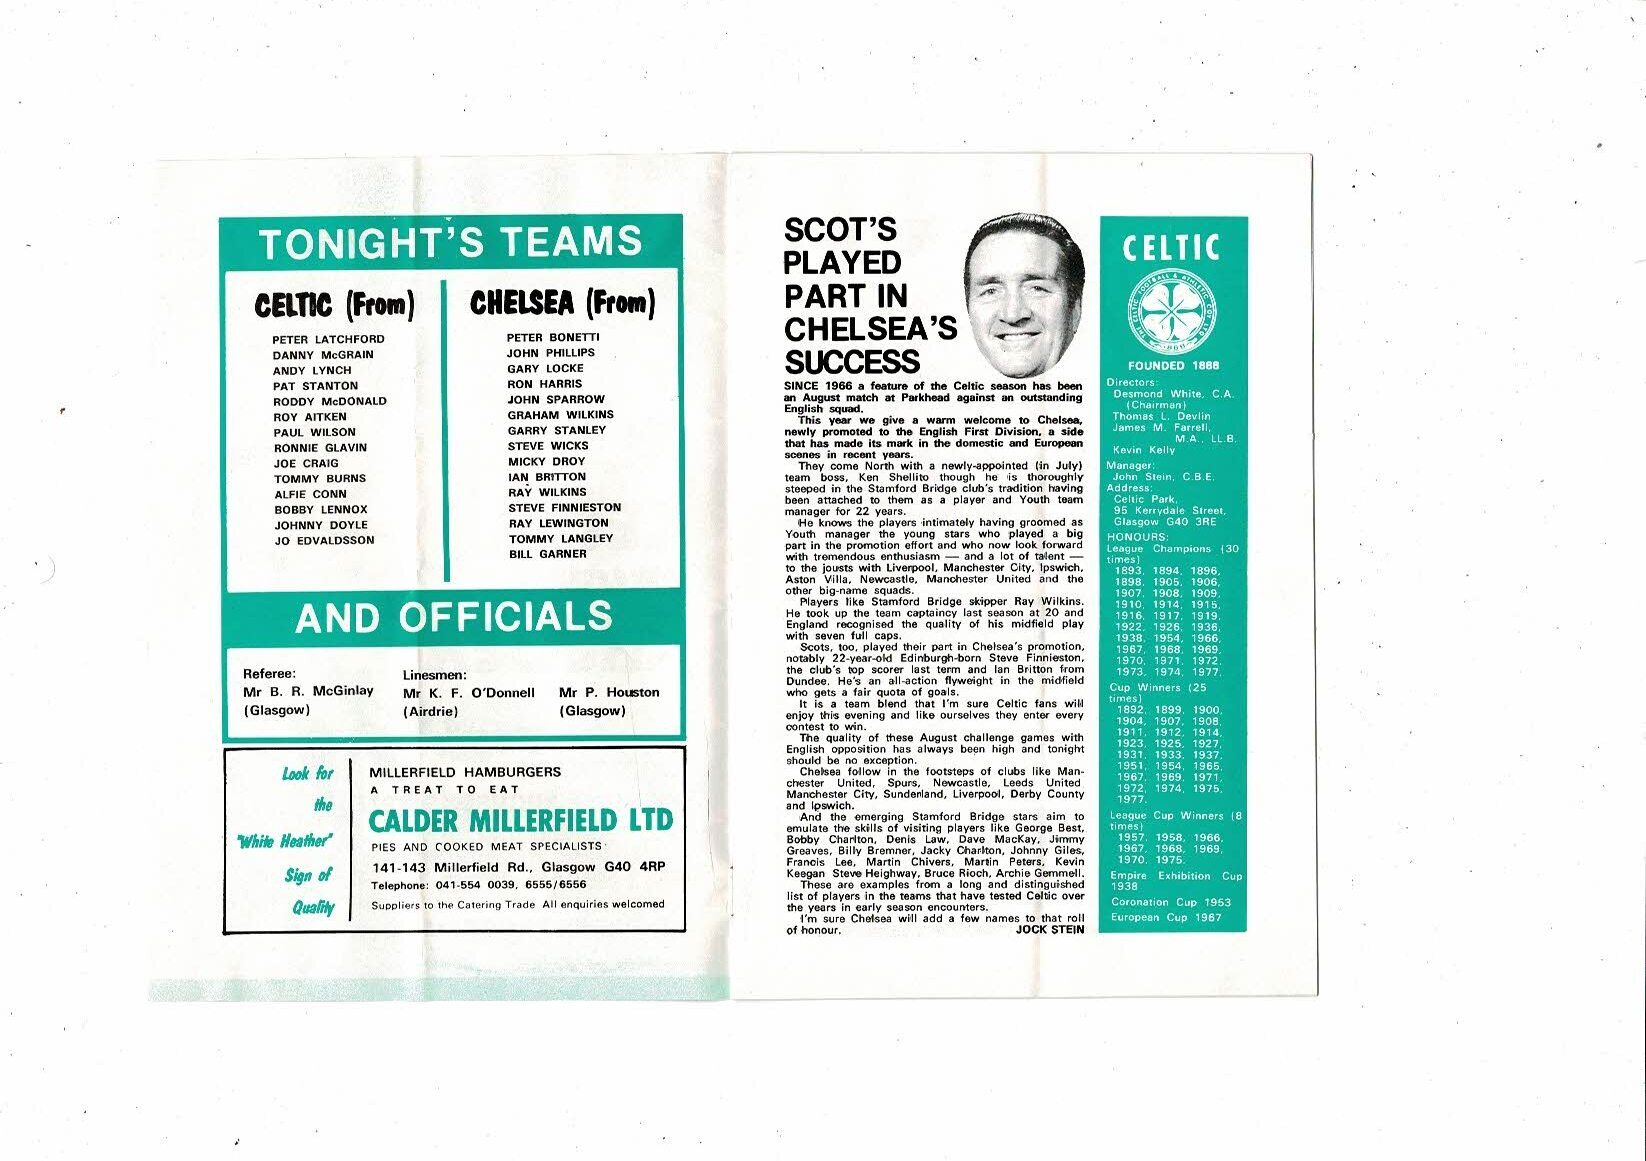 TONIGHT'S TEAMS
CELTIC (From)
PETER LATCHFORD
DANNY McGRAIN
ANDY LYNCH
PAT STANTON
RODDY McDONALD
ROY AITKEN
PAUL WILSON
RONNIE GLAVIN
JOE CRAIG
TOMMY BURNS
ALFIE CONN
BOBBY LENNOX
JOHNNY DOYLE
JO EDVALDSSON
CHELSEA (From)
PETER BONETTI
JOHN PHILLIPS
GARY LOCKE
RON HARRIS
JOHN SPARROW
GRAHAM WILKINS
GARRY STANLEY
STEVE WICKS
MICKY DROY
IAN BRITTON
RAY WILKINS
STEVE FINNIESTON
RAY LEWINGTON
TOMMY LANGLEY
BILL GARNER
AND OFFICIALS
Referee:
Mr B. R. McGinlay
(Glasgow)
Linesmen:
Mr K. F. O'Donnell
(Airdrie)
Mr P. Houston
(Glasgow)
Look for
the
"White Heather"
Sign of
Quality
MILLERFIELD HAMBURGERS
A TREAT TO EAT
CALDER MILLERFIELD LTD
PIES AND COOKED MEAT SPECIALISTS
141-143 Millerfield Rd., Glasgow G40 4RP
Telephone: 041-554 0039, 6555/6556
Suppliers to the Catering Trade All enquiries welcomed
SCOT'S
PLAYED
PART IN
CHELSEA'S
SUCCESS
SINCE 1966 a feature of the Celtic season has been
an August match at Parkhead against an outstanding
English squad.
This year we give a warm welcome to Chelsea,
newly promoted to the English First Division, a side
that has made its mark in the domestic and European
scenes in recent years.
They come North with a newly-appointed (in July)
team boss, Ken Shellito though he is thoroughly
steeped in the Stamford Bridge club's tradition having
been attached to them as a player and Youth team
manager for 22 years.
He knows the players intimately having groomed as
Youth manager the young stars who played a big
part in the promotion effort and who now look forward
with tremendous enthusiasm — and a lot of talent —
to the jousts with Liverpool, Manchester City, Ipswich,
Aston Villa, Newcastle, Manchester United and the
other big-name squads.
Players like Stamford Bridge skipper Ray Wilkins.
He took up the team captaincy last season at 20 and
England recognised the quality of his midfield play
with seven full caps.
Scots, too, played their part in Chelsea's promotion,
notably 22-year-old Edinburgh-born Steve Finnieston,
the club's top scorer last term and Ian Britton from
Dundee. He's an all-action flyweight in the midfield
who gets a fair quota of goals.
It is a team blend that I'm sure Celtic fans will
enjoy this evening and like ourselves they enter every
contest to win.
The quality of these August challenge games with
English opposition has always been high and tonight
should be no exception.
Chelsea follow in the footsteps of clubs like Man-
chester United, Spurs, Newcastle, Leeds United
Manchester City, Sunderland, Liverpool, Derby County
and Ipswich.
And the emerging Stamford Bridge stars aim to
emulate the skills of visiting players like George Best,
Bobby Charlton, Denis Law, Dave MacKay, Jimmy
Greaves, Billy Bremner, Jacky Charlton, Johnny Giles,
Francis Lee, Martin Chivers, Martin Peters, Kevin
Keegan Steve Heighway, Bruce Rioch, Archie Gemmell.
These are examples from a long and distinguished
list of players in the teams that have tested Celtic over
the years in early season encounters.
I'm sure Chelsea will add a few names to that roll
of honour. JOCK STEIN
CELTIC
THE CELTIC FOOTBALL & ATHLETIC COY LTD
FOUNDED 1888
Directors:
Desmond White, C.A.
(Chairman)
Thomas L. Devlin
James M. Farrell,
M.A., LL.B.
Kevin Kelly
Manager:
John Stein, C.B.E.
Address:
Celtic Park,
95 Kerrydale Street,
Glasgow G40 3RE
HONOURS:
League Champions (30
times)
1893, 1894, 1896,
1898, 1905, 1906,
1907, 1908, 1909,
1910, 1914, 1915,
1916, 1917, 1919,
1922, 1926, 1936,
1938, 1954, 1966,
1967, 1968, 1969,
1970, 1971, 1972,
1973, 1974, 1977.
Cup Winners (25
times)
1892, 1899, 1900,
1904, 1907, 1908,
1911, 1912, 1914,
1923, 1925, 1927,
1931, 1933, 1937,
1951, 1954, 1965,
1967, 1969, 1971,
1972, 1974, 1975,
1977.
League Cup Winners (8
times)
1957, 1958, 1966,
1967, 1968, 1969,
1970, 1975.
Empire Exhibition Cup
1938
Coronation Cup 1953
European Cup 1967